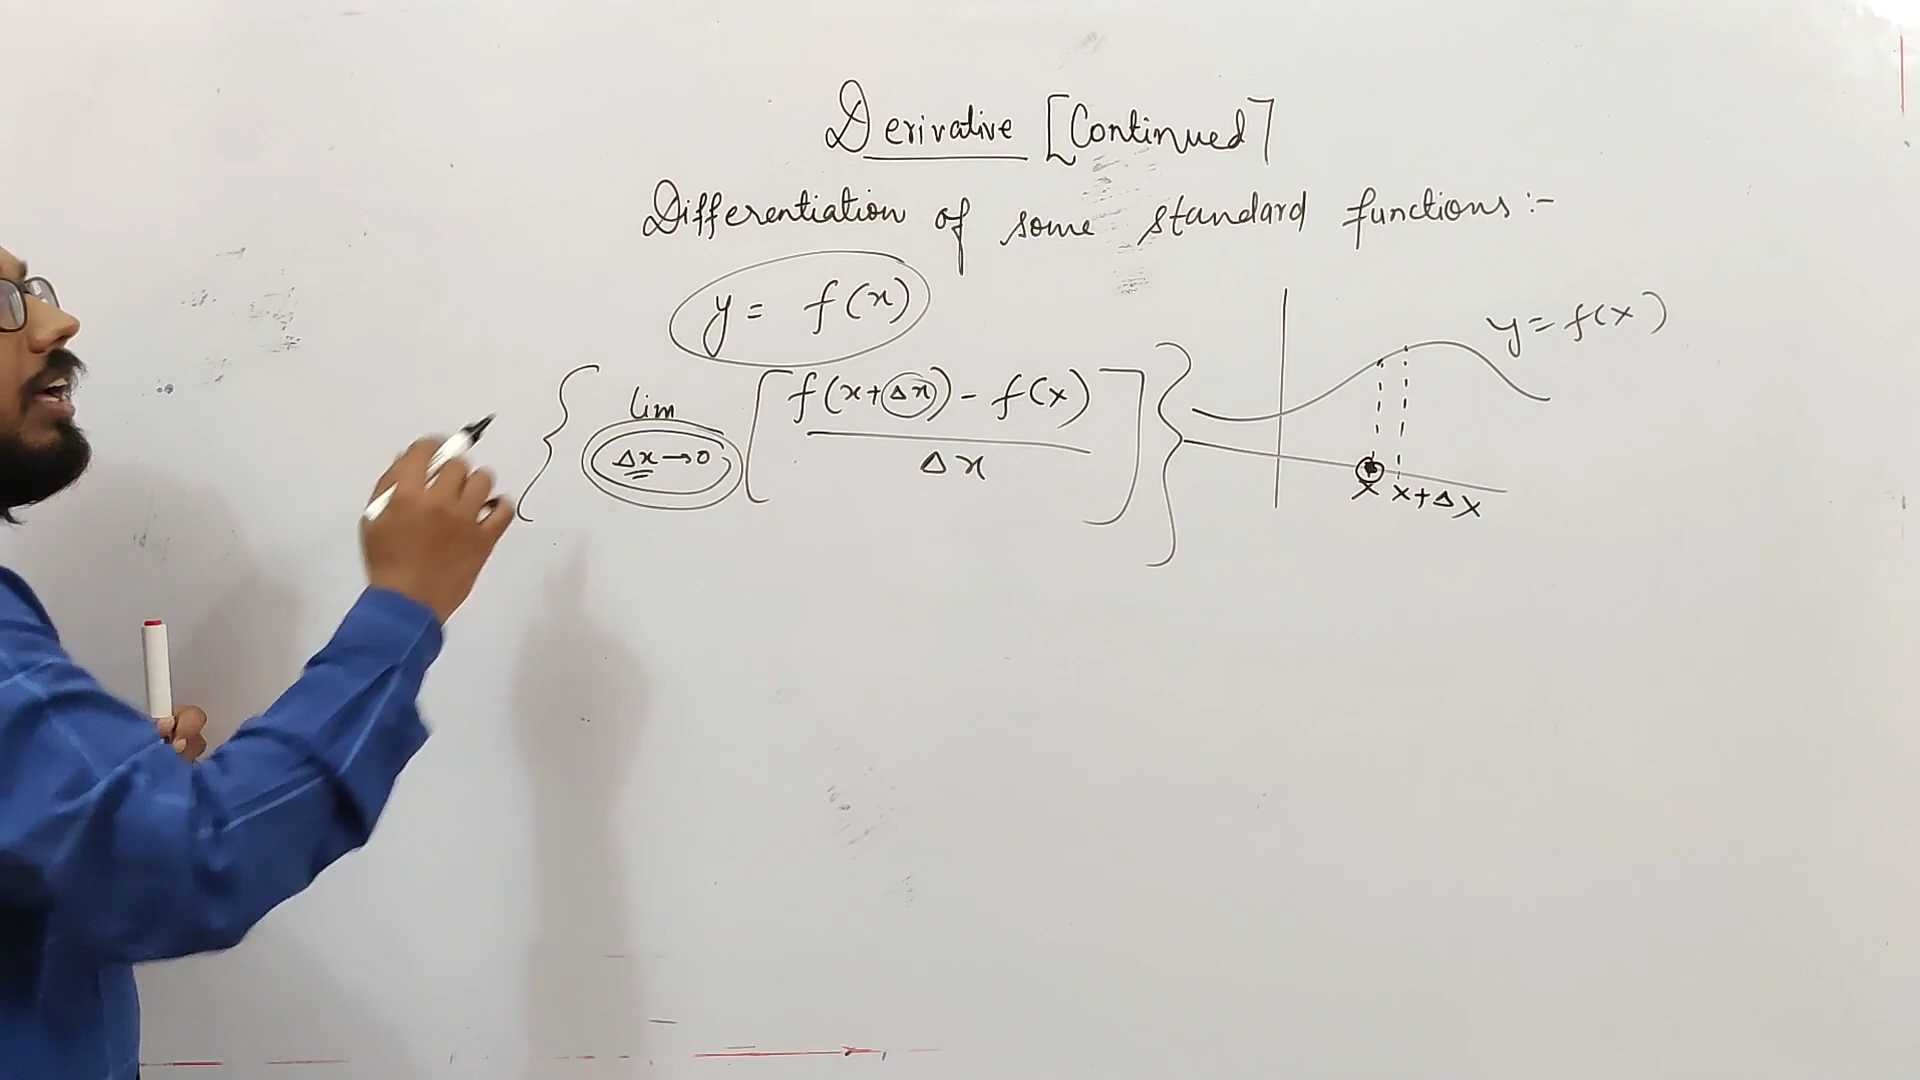 Derivative [Continued]
Differentiation of some standard functions :-
y = f(x)
y = f(x)
{ lim Δx→0 [ f(x+Δx) - f(x) / Δx ] }
x x+Δx